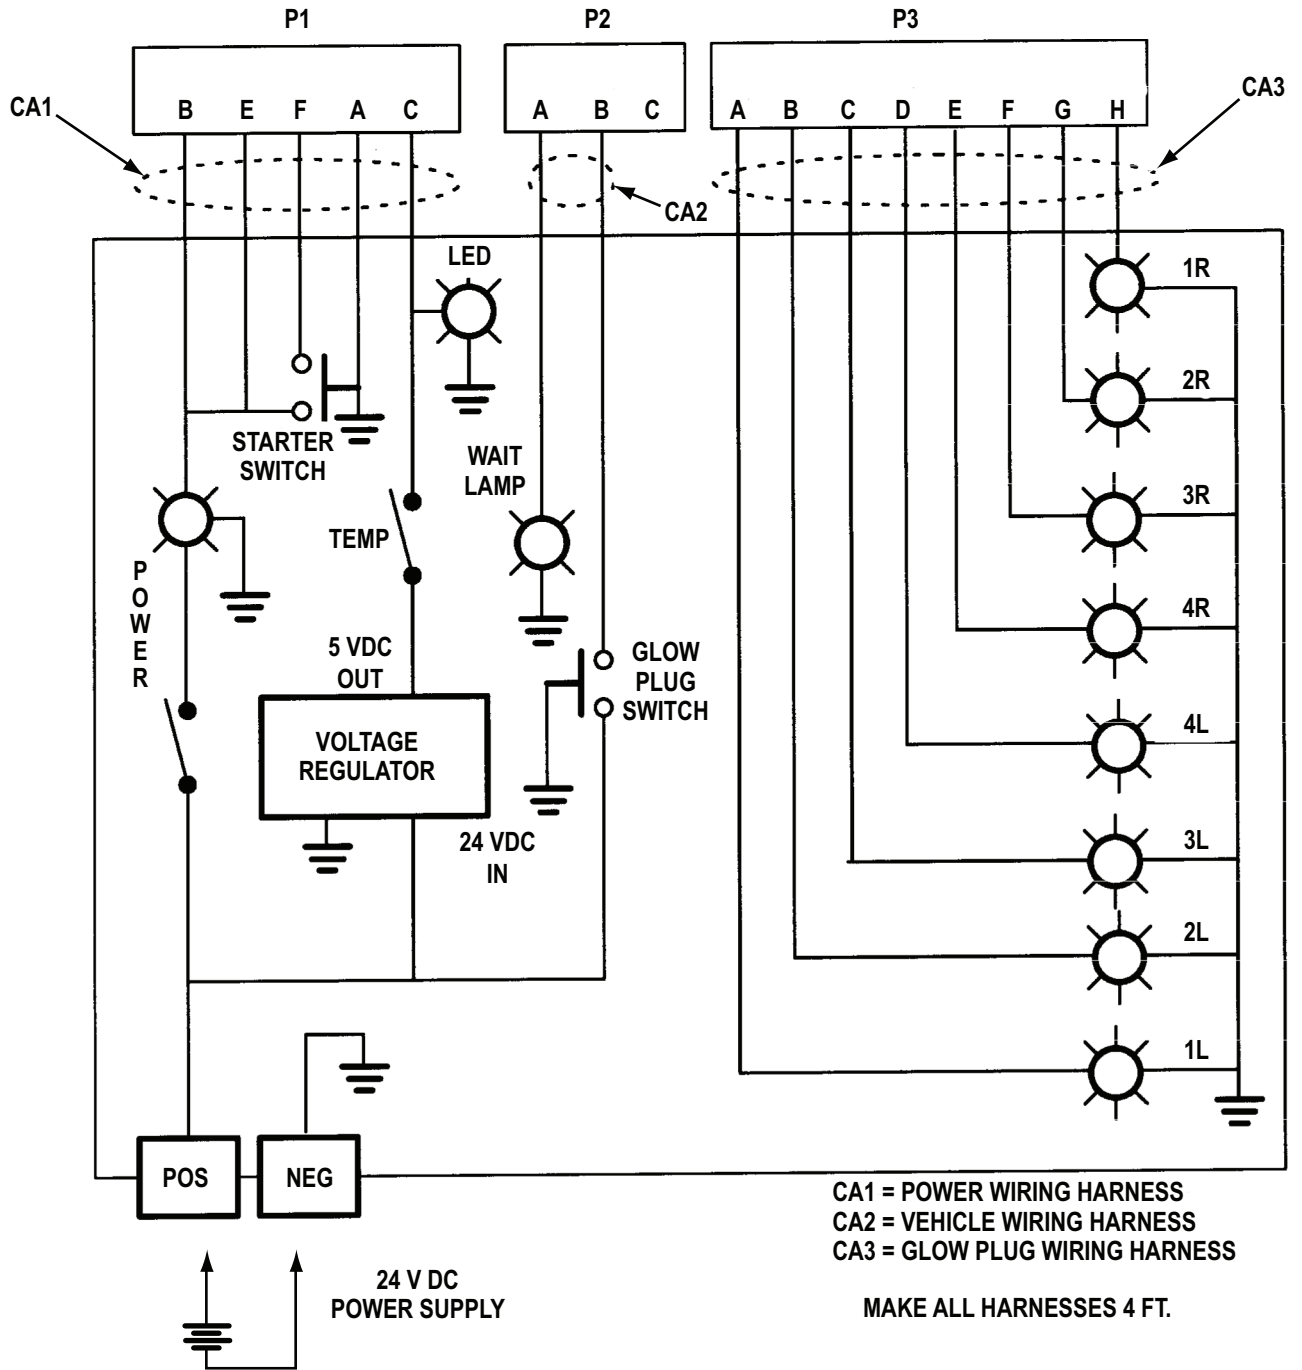 P1
P2
P3
CA1
CA3
B E F A C
A B C
A B C D E F G H
CA2
LED
1R
2R
STARTER
SWITCH
WAIT
LAMP
3R
TEMP
POWER
4R
5 VDC
OUT
GLOW
PLUG
SWITCH
4L
VOLTAGE
REGULATOR
24 VDC
IN
3L
2L
1L
POS
NEG
CA1 = POWER WIRING HARNESS
CA2 = VEHICLE WIRING HARNESS
CA3 = GLOW PLUG WIRING HARNESS
24 V DC
POWER SUPPLY
MAKE ALL HARNESSES 4 FT.